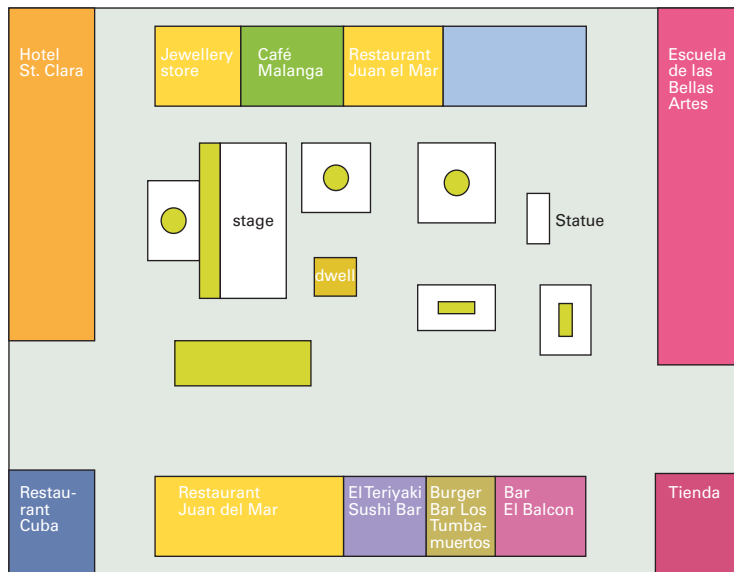 Hotel
St. Clara
Jewellery
store
Café
Malanga
Restaurant
Juan el Mar
Escuela
de las
Bellas
Artes
stage
Statue
dwell
Restau-
rant
Cuba
Restaurant
Juan del Mar
El Teriyaki
Sushi Bar
Burger
Bar Los
Tumba-
muertos
Bar
El Balcon
Tienda